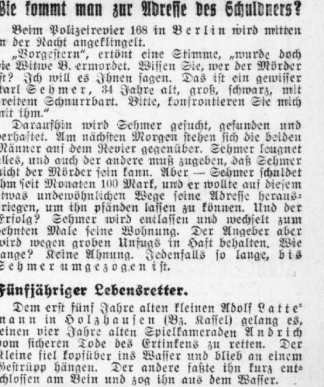 Wie kommt man zur Adresse des Schuldners?
Beim Polizeirevier 168 in Berlin wird mitten
in der Nacht angeklingelt.
„Vorgestern", ertönt eine Stimme, „wurde doch
die Witwe B. ermordet. Wissen Sie, wer der Mörder
ist? Ich will es Ihnen sagen. Das ist ein gewisser
Karl Sehmer, 34 Jahre alt, groß, schwarz, mit
breitem Schnurrbart. Bitte, konfrontieren Sie mich
mit ihm."
Daraufhin wird Sehmer gesucht, gefunden und
verhaftet. Am nächsten Morgen stehen sich die beiden
Männer auf dem Revier gegenüber. Sehmer leugnet
alles, und auch der andere muß zugeben, daß Sehmer
nicht der Mörder sein kann. Aber — Sehmer schuldet
ihm seit Monaten 100 Mark, und er wollte auf diesem
etwas ungewöhnlichen Wege seine Adresse heraus-
kriegen, um ihn pfänden lassen zu können. Und der
Erfolg? Sehmer wird entlassen und wechselt zum
zehnten Male seine Wohnung. Der Angeber aber
wird wegen groben Unfugs in Haft behalten. Wie
lange? Keine Ahnung. Jedenfalls so lange, bis
Sehmer umgezogen ist.
Fünfjähriger Lebensretter.
Dem erst fünf Jahre alten kleinen Adolf Latte-
mann in Holzhausen (Bz. Kassel) gelang es,
einen vier Jahre alten Spielkameraden Andrich
vom sicheren Tode des Ertinkens zu retten. Der
Kleine fiel kopfüber ins Wasser und blieb an einem
Gestrüpp hängen. Der andere faßte ihn kurz ent-
schlossen am Bein und zog ihn aus dem Wasser.